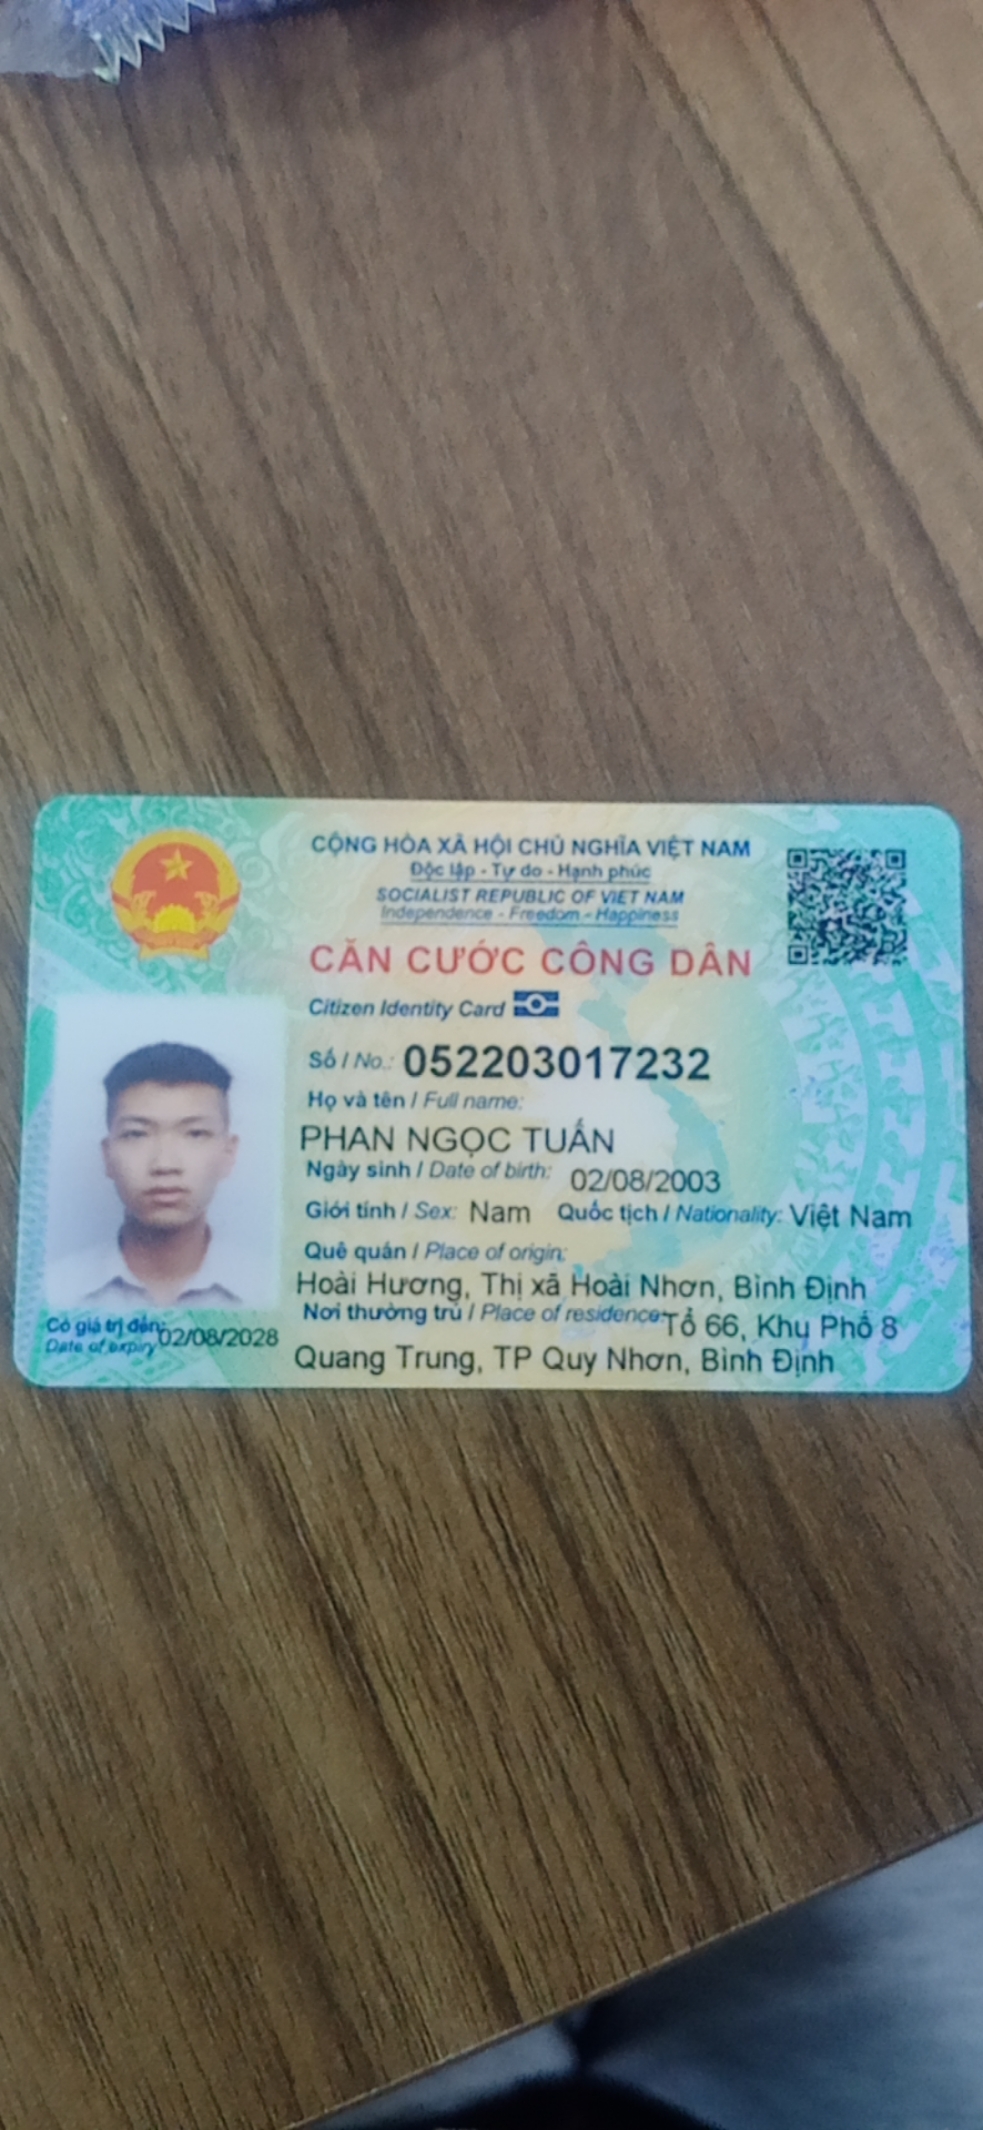 CỘNG HÒA XÃ HỘI CHỦ NGHĨA VIỆT NAM
Độc lập - Tự do - Hạnh phúc
SOCIALIST REPUBLIC OF VIET NAM
Independence - Freedom - Happiness
CĂN CƯỚC CÔNG DÂN
Citizen Identity Card
Số / No.: 052203017232
Họ và tên / Full name:
PHAN NGỌC TUẤN
Ngày sinh / Date of birth: 02/08/2003
Giới tính / Sex: Nam Quốc tịch / Nationality: Việt Nam
Quê quán / Place of origin:
Hoài Hương, Thị xã Hoài Nhơn, Bình Định
Nơi thường trú / Place of residence: Tổ 66, Khu Phố 8
Quang Trung, TP Quy Nhơn, Bình Định
Có giá trị đến: 02/08/2028
Date of expiry